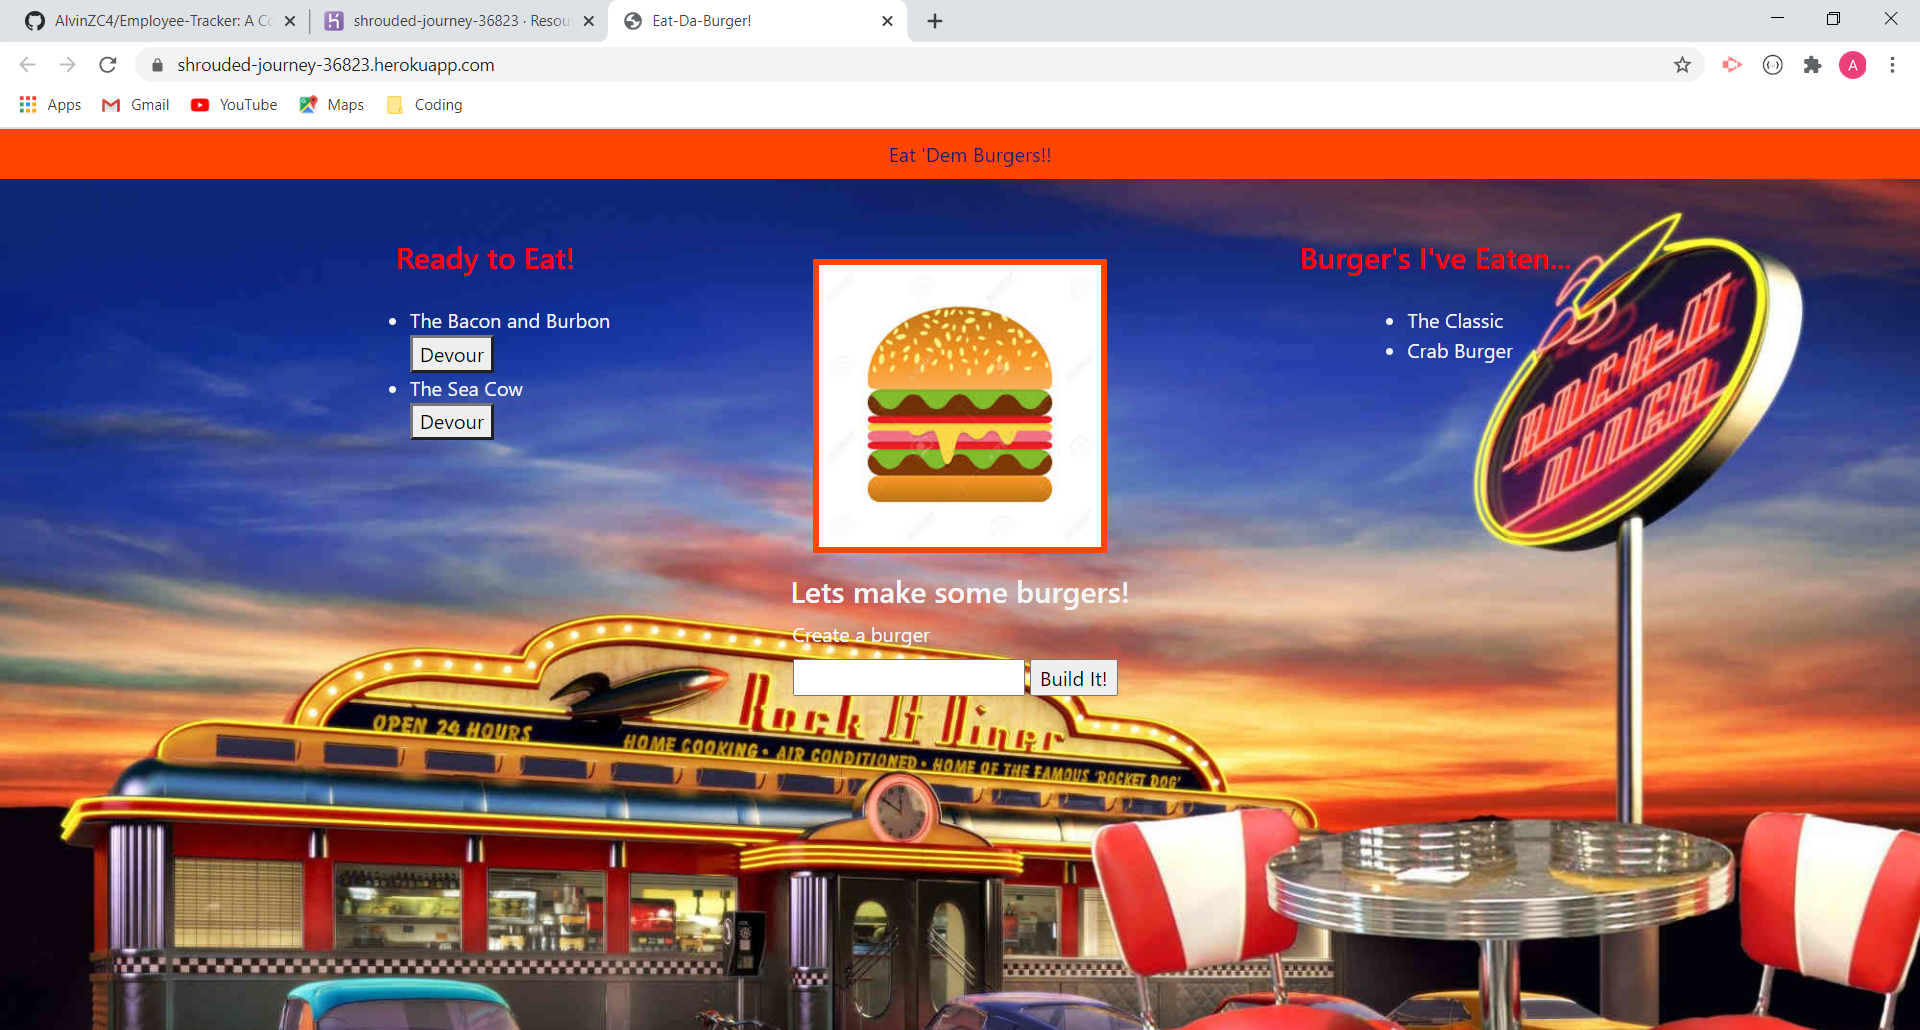 AlvinZC4/Employee-Tracker: A Co
shrouded-journey-36823 · Resou
Eat-Da-Burger!
shrouded-journey-36823.herokuapp.com
A
Apps
Gmail
YouTube
Maps
Coding
Eat 'Dem Burgers!!
Ready to Eat!
The Bacon and Burbon
Devour
The Sea Cow
Devour
Burger's I've Eaten...
The Classic
Crab Burger
ROCK-IT
DINER
Lets make some burgers!
Create a burger
Build It!
Rock It Diner
OPEN 24 HOURS
HOME COOKING • AIR CONDITIONED • HOME OF THE FAMOUS 'ROCKET DOG'